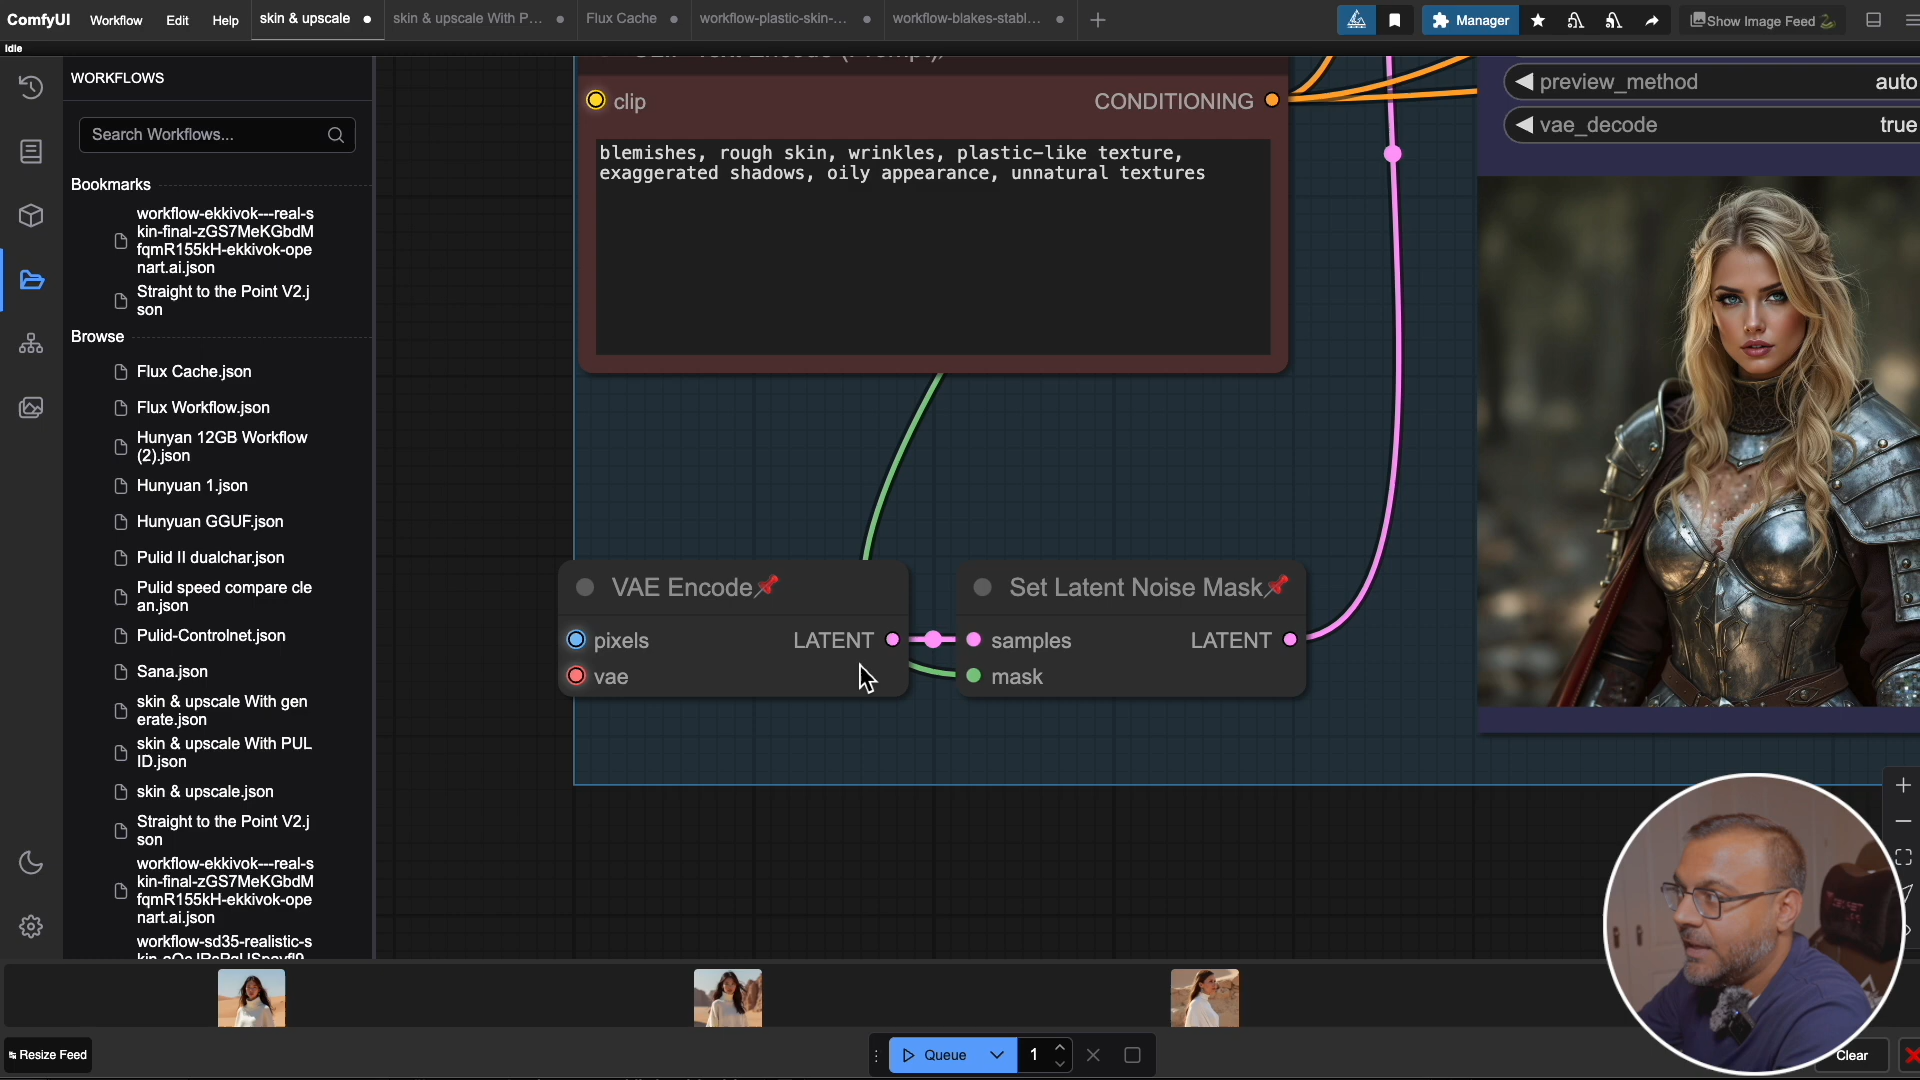 ComfyUI Workflow Edit Help skin & upscale skin & upscale With P... Flux Cache workflow-plastic-skin-... workflow-blakes-stabl... Manager Show Image Feed
Idle
WORKFLOWS
Search Workflows...
Bookmarks
workflow-ekkivok---real-s
kin-final-zGS7MeKGbdM
fqmR155kH-ekkivok-ope
nart.ai.json
Straight to the Point V2.j
son
Browse
Flux Cache.json
Flux Workflow.json
Hunyan 12GB Workflow
(2).json
Hunyuan 1.json
Hunyuan GGUF.json
Pulid II dualchar.json
Pulid speed compare cle
an.json
Pulid-Controlnet.json
Sana.json
skin & upscale With gen
erate.json
skin & upscale With PUL
ID.json
skin & upscale.json
Straight to the Point V2.j
son
workflow-ekkivok---real-s
kin-final-zGS7MeKGbdM
fqmR155kH-ekkivok-ope
nart.ai.json
workflow-sd35-realistic-s
clip CONDITIONING
blemishes, rough skin, wrinkles, plastic-like texture,
exaggerated shadows, oily appearance, unnatural textures
preview_method auto
vae_decode true
VAE Encode
pixels LATENT
vae
Set Latent Noise Mask
samples LATENT
mask
Resize Feed
Queue 1
Clear